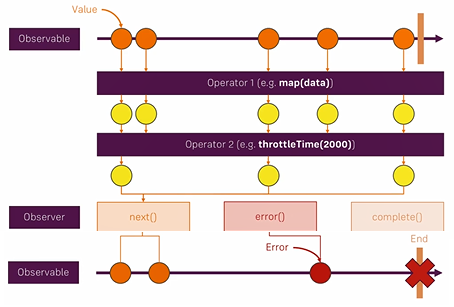 Value
Observable
Operator 1 (e.g. map(data))
Operator 2 (e.g. throttleTime(2000))
Observer
next()
error()
complete()
Error
End
Observable